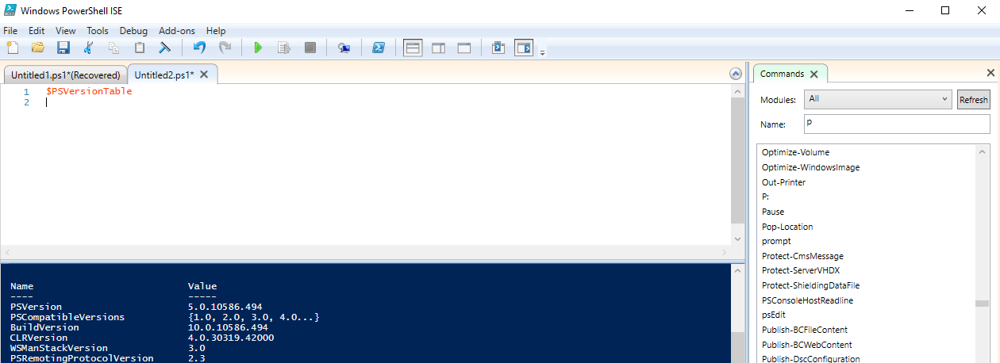 Windows PowerShell ISE
File Edit View Tools Debug Add-ons Help
Untitled1.ps1*(Recovered) Untitled2.ps1* X
1 $PSVersionTable
2
Name Value
---- -----
PSVersion 5.0.10586.494
PSCompatibleVersions {1.0, 2.0, 3.0, 4.0...}
BuildVersion 10.0.10586.494
CLRVersion 4.0.30319.42000
WSManStackVersion 3.0
PSRemotingProtocolVersion 2.3
Commands X
Modules: All Refresh
Name: p
Optimize-Volume
Optimize-WindowsImage
Out-Printer
P:
Pause
Pop-Location
prompt
Protect-CmsMessage
Protect-ServerVHDX
Protect-ShieldingDataFile
PSConsoleHostReadline
psEdit
Publish-BCFileContent
Publish-BCWebContent
Publish-DscConfiguration